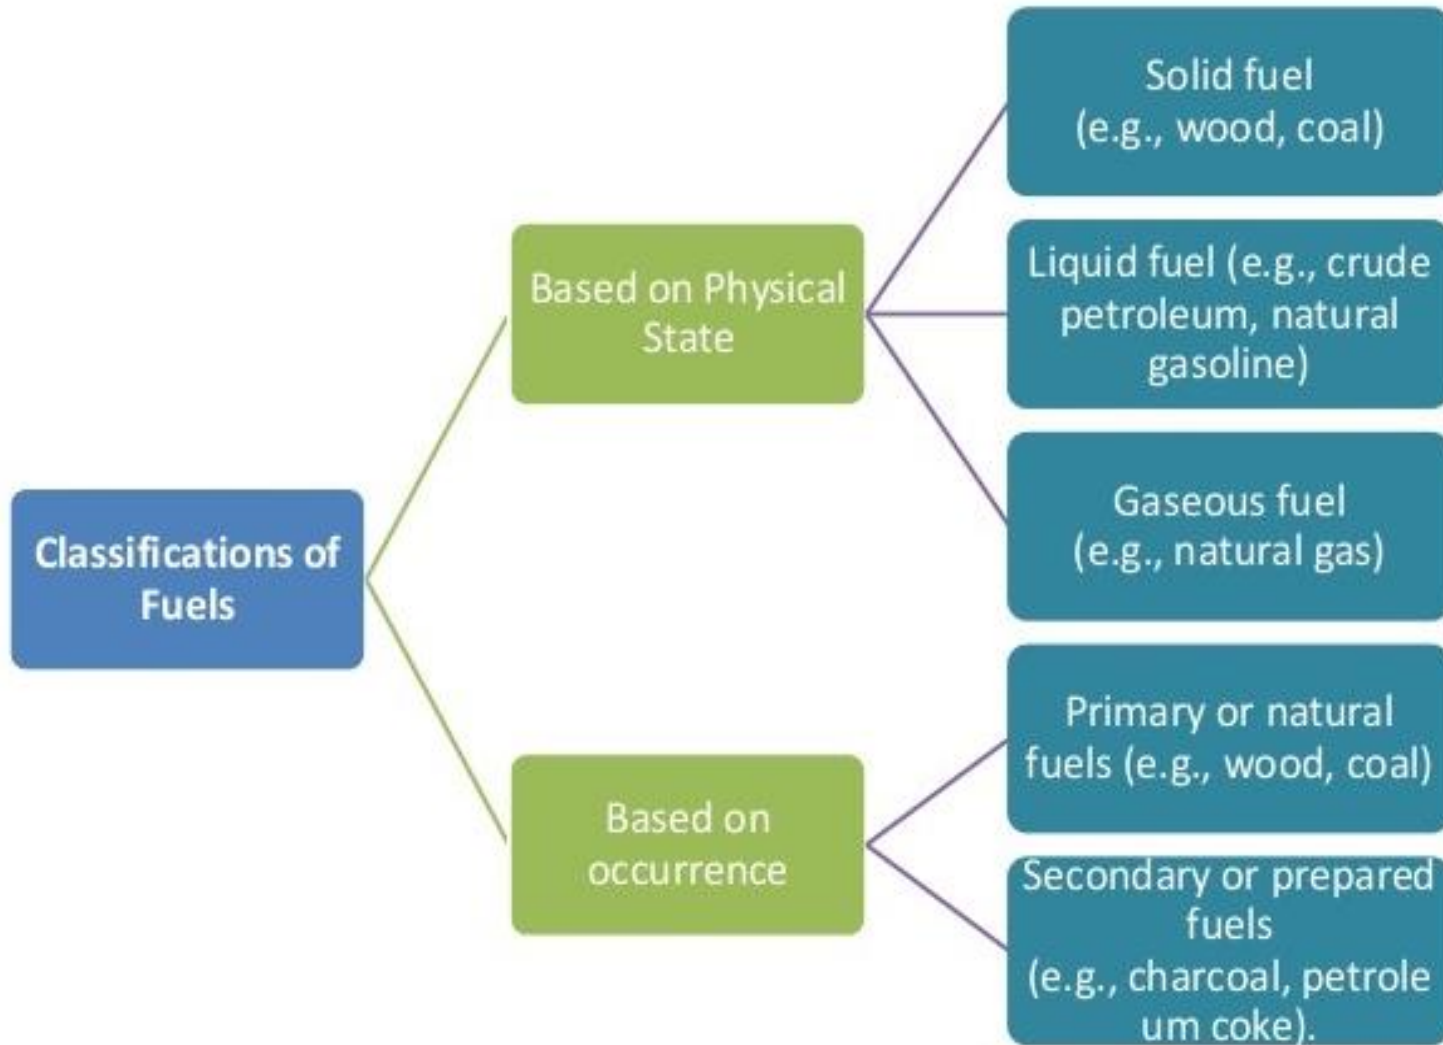 Classifications of
Fuels
Based on Physical
State
Solid fuel
(e.g., wood, coal)
Liquid fuel (e.g., crude
petroleum, natural
gasoline)
Gaseous fuel
(e.g., natural gas)
Based on
occurrence
Primary or natural
fuels (e.g., wood, coal)
Secondary or prepared
fuels
(e.g., charcoal, petrole
um coke).